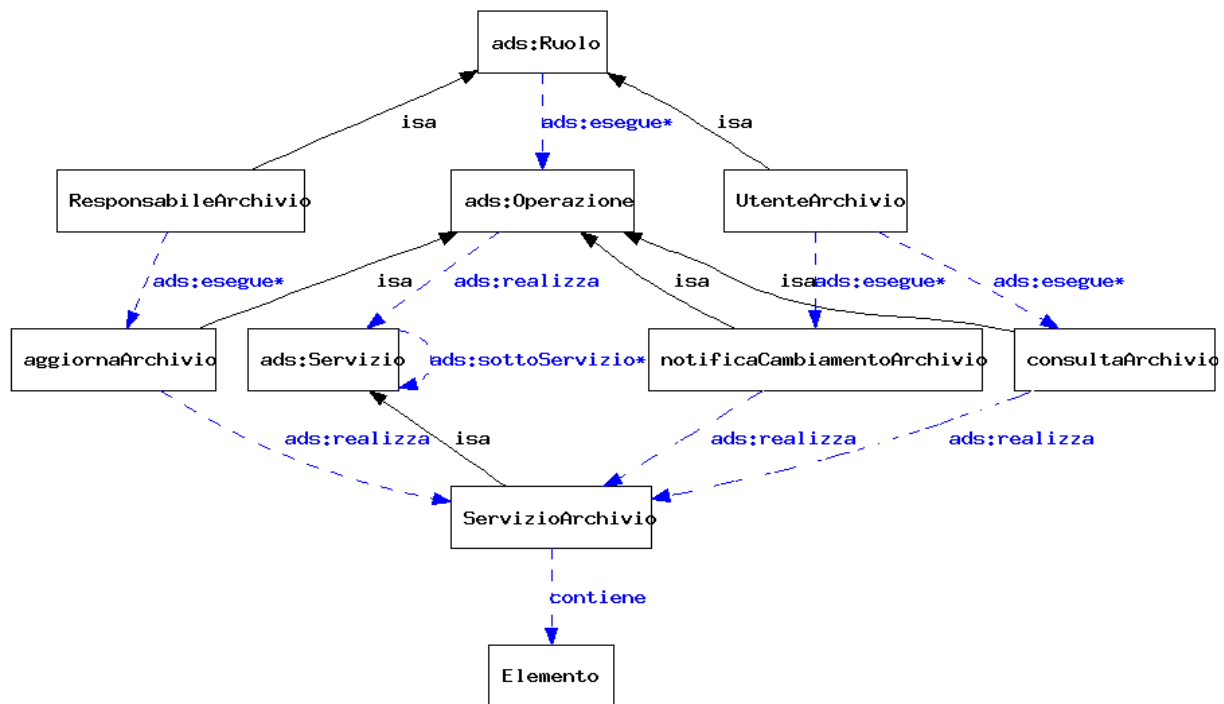 ads:Ruolo
isa
ads:esegue*
isa
ResponsabileArchivio
ads:Operazione
UtenteArchivio
ads:esegue*
isa
ads:realizza
isa
isa
ads:esegue*
ads:esegue*
aggiornaArchivio
ads:Servizio
ads:sottoServizio*
notificaCambiamentoArchivio
consultaArchivio
ads:realizza
isa
ads:realizza
ads:realizza
ServizioArchivio
contiene
Elemento